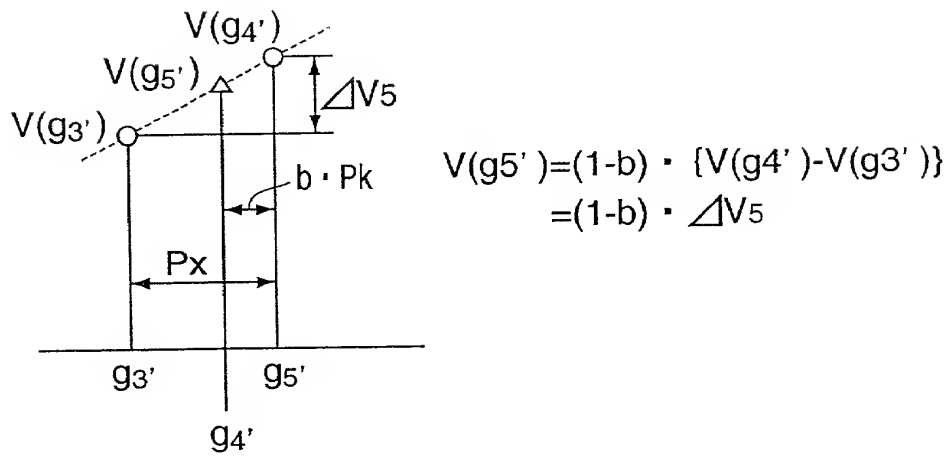 V(g4')
V(g5')
⊿V5
V(g3')
b · Pk
V(g5')=(1-b) · {V(g4')-V(g3')}
=(1-b) · ⊿V5
Px
g3'
g5'
g4'